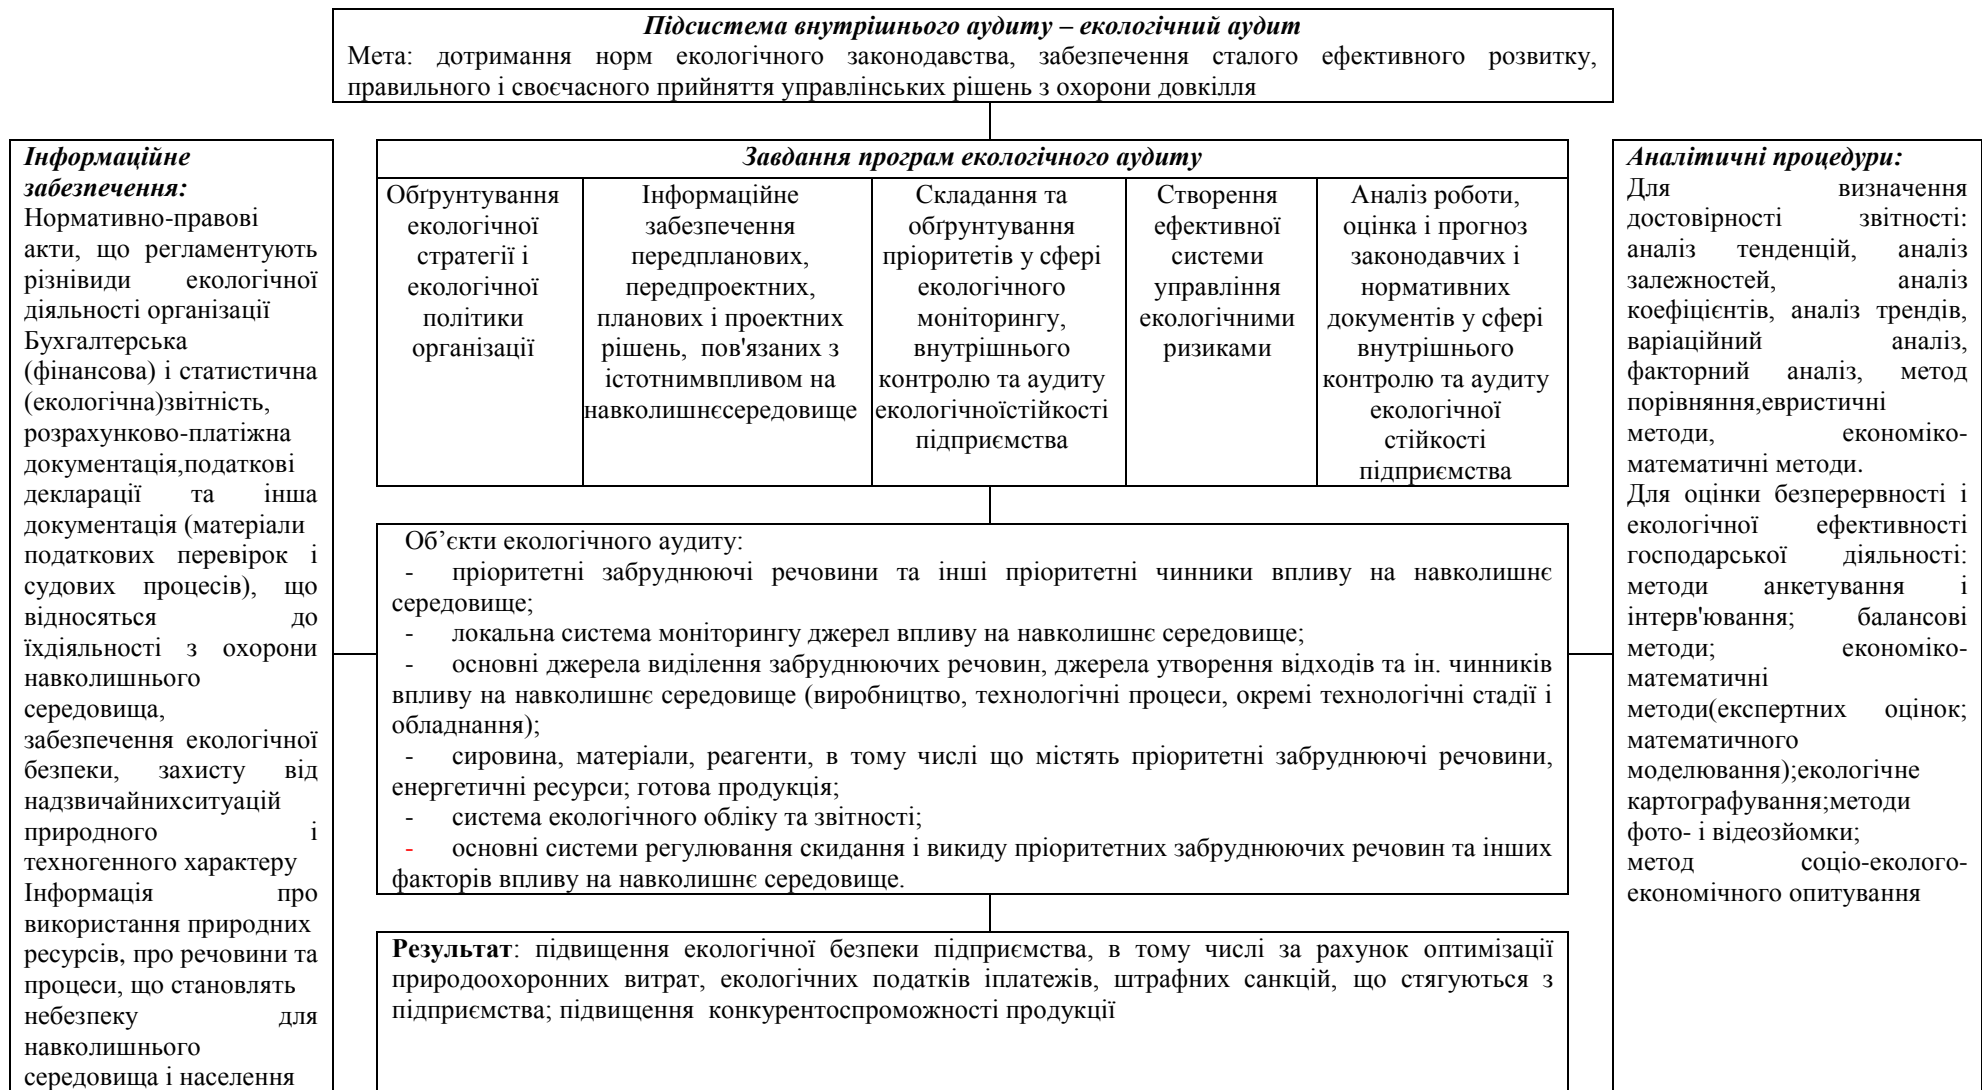 Підсистема внутрішнього аудиту – екологічний аудит
Мета: дотримання норм екологічного законодавства, забезпечення сталого ефективного розвитку,
правильного і своєчасного прийняття управлінських рішень з охорони довкілля
Інформаційне
забезпечення:
Нормативно-правові
акти, що регламентують
різнівиди екологічної
діяльності організації
Бухгалтерська
(фінансова) і статистична
(екологічна)звітність,
розрахунково-платіжна
документація,податкові
декларації та інша
документація (матеріали
податкових перевірок і
судових процесів), що
відносяться до
їхдіяльності з охорони
навколишнього
середовища,
забезпечення екологічної
безпеки, захисту від
надзвичайнихситуацій
природного і
техногенного характеру
Інформація про
використання природних
ресурсів, про речовини та
процеси, що становлять
небезпеку для
навколишнього
середовища і населення
Завдання програм екологічного аудиту
Обґрунтування
екологічної
стратегії і
екологічної
політики
організації
Інформаційне
забезпечення
передпланових,
передпроектних,
планових і проектних
рішень, пов'язаних з
істотнимвпливом на
навколишнєсередовище
Складання та
обґрунтування
пріоритетів у сфері
екологічного
моніторингу,
внутрішнього
контролю та аудиту
екологічноїстійкості
підприємства
Створення
ефективної
системи
управління
екологічними
ризиками
Аналіз роботи,
оцінка і прогноз
законодавчих і
нормативних
документів у сфері
внутрішнього
контролю та аудиту
екологічної
стійкості
підприємства
Об’єкти екологічного аудиту:
- пріоритетні забруднюючі речовини та інші пріоритетні чинники впливу на навколишнє
середовище;
- локальна система моніторингу джерел впливу на навколишнє середовище;
- основні джерела виділення забруднюючих речовин, джерела утворення відходів та ін. чинників
впливу на навколишнє середовище (виробництво, технологічні процеси, окремі технологічні стадії і
обладнання);
- сировина, матеріали, реагенти, в тому числі що містять пріоритетні забруднюючі речовини,
енергетичні ресурси; готова продукція;
- система екологічного обліку та звітності;
- основні системи регулювання скидання і викиду пріоритетних забруднюючих речовин та інших
факторів впливу на навколишнє середовище.
Результат: підвищення екологічної безпеки підприємства, в тому числі за рахунок оптимізації
природоохоронних витрат, екологічних податків іплатежів, штрафних санкцій, що стягуються з
підприємства; підвищення конкурентоспроможності продукції
Аналітичні процедури:
Для визначення
достовірності звітності:
аналіз тенденцій, аналіз
залежностей, аналіз
коефіцієнтів, аналіз трендів,
варіаційний аналіз,
факторний аналіз, метод
порівняння,евристичні
методи, економіко-
математичні методи.
Для оцінки безперервності і
екологічної ефективності
господарської діяльності:
методи анкетування і
інтерв'ювання; балансові
методи; економіко-
математичні
методи(експертних оцінок;
математичного
моделювання);екологічне
картографування;методи
фото- і відеозйомки;
метод соціо-еколого-
економічного опитування